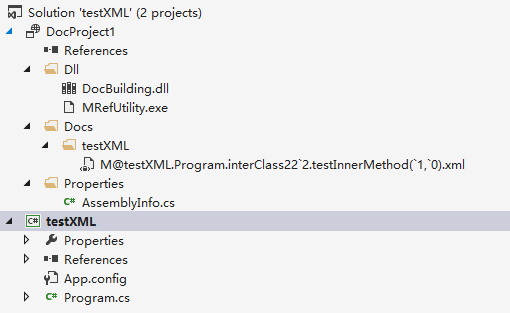 Solution 'testXML' (2 projects)
DocProject1
References
Dll
DocBuilding.dll
MRefUtility.exe
Docs
testXML
M@testXML.Program.interClass22`2.testInnerMethod(`1,`0).xml
Properties
AssemblyInfo.cs
C# testXML
Properties
References
App.config
C# Program.cs